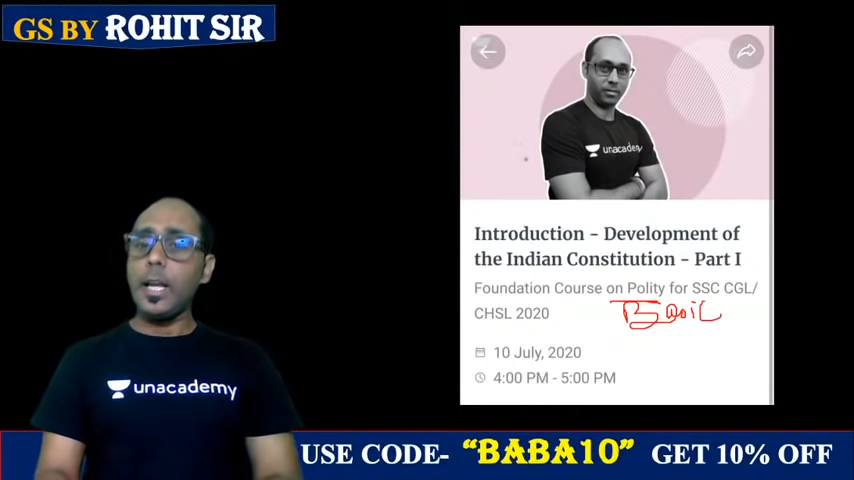 GS BY ROHIT SIR
unacademy
Introduction - Development of
the Indian Constitution - Part I
Foundation Course on Polity for SSC CGL/
CHSL 2020
10 July, 2020
4:00 PM - 5:00 PM
unacademy
USE CODE- “BABA10” GET 10% OFF